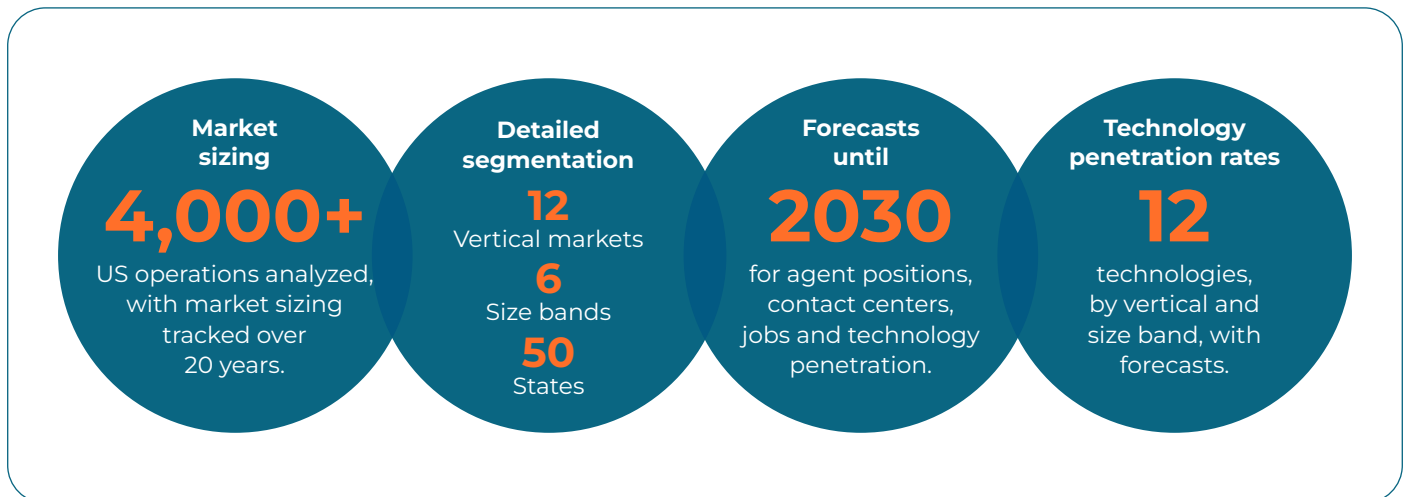 Market
sizing
4,000+
US operations analyzed,
with market sizing
tracked over
20 years.
Detailed
segmentation
12
Vertical markets
6
Size bands
50
States
Forecasts
until
2030
for agent positions,
contact centers,
jobs and technology
penetration.
Technology
penetration rates
12
technologies,
by vertical and
size band, with
forecasts.